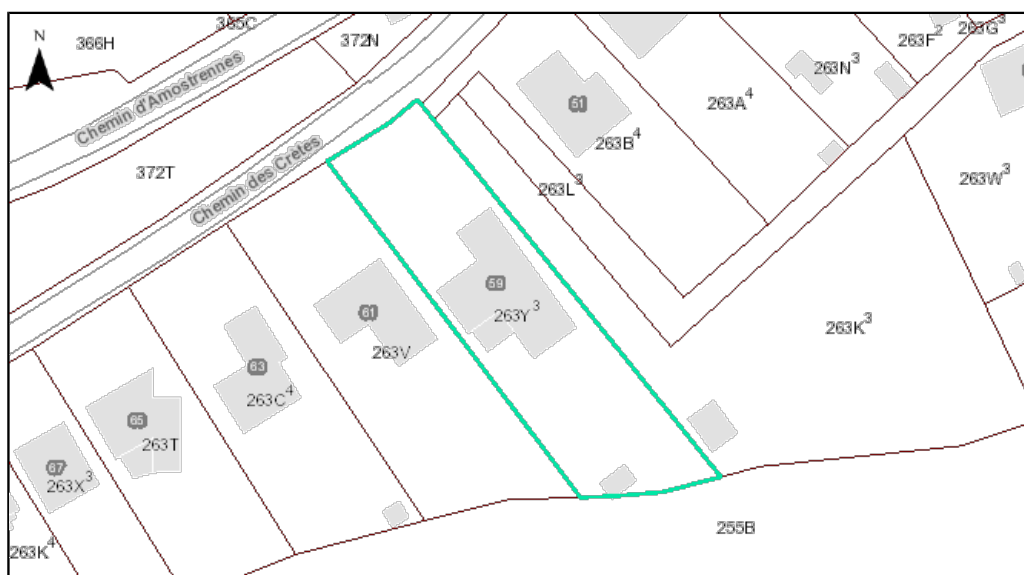 365C
263G³
N
366H
372N
263F²
263N³
Chemin d'Amostrennes
263A⁴
51
263B⁴
372T
Chemin des Crêtes
263L³
263W³
59
61
263Y³
263K³
263V
63
263C⁴
65
263T
67
263X³
255B
263K⁴